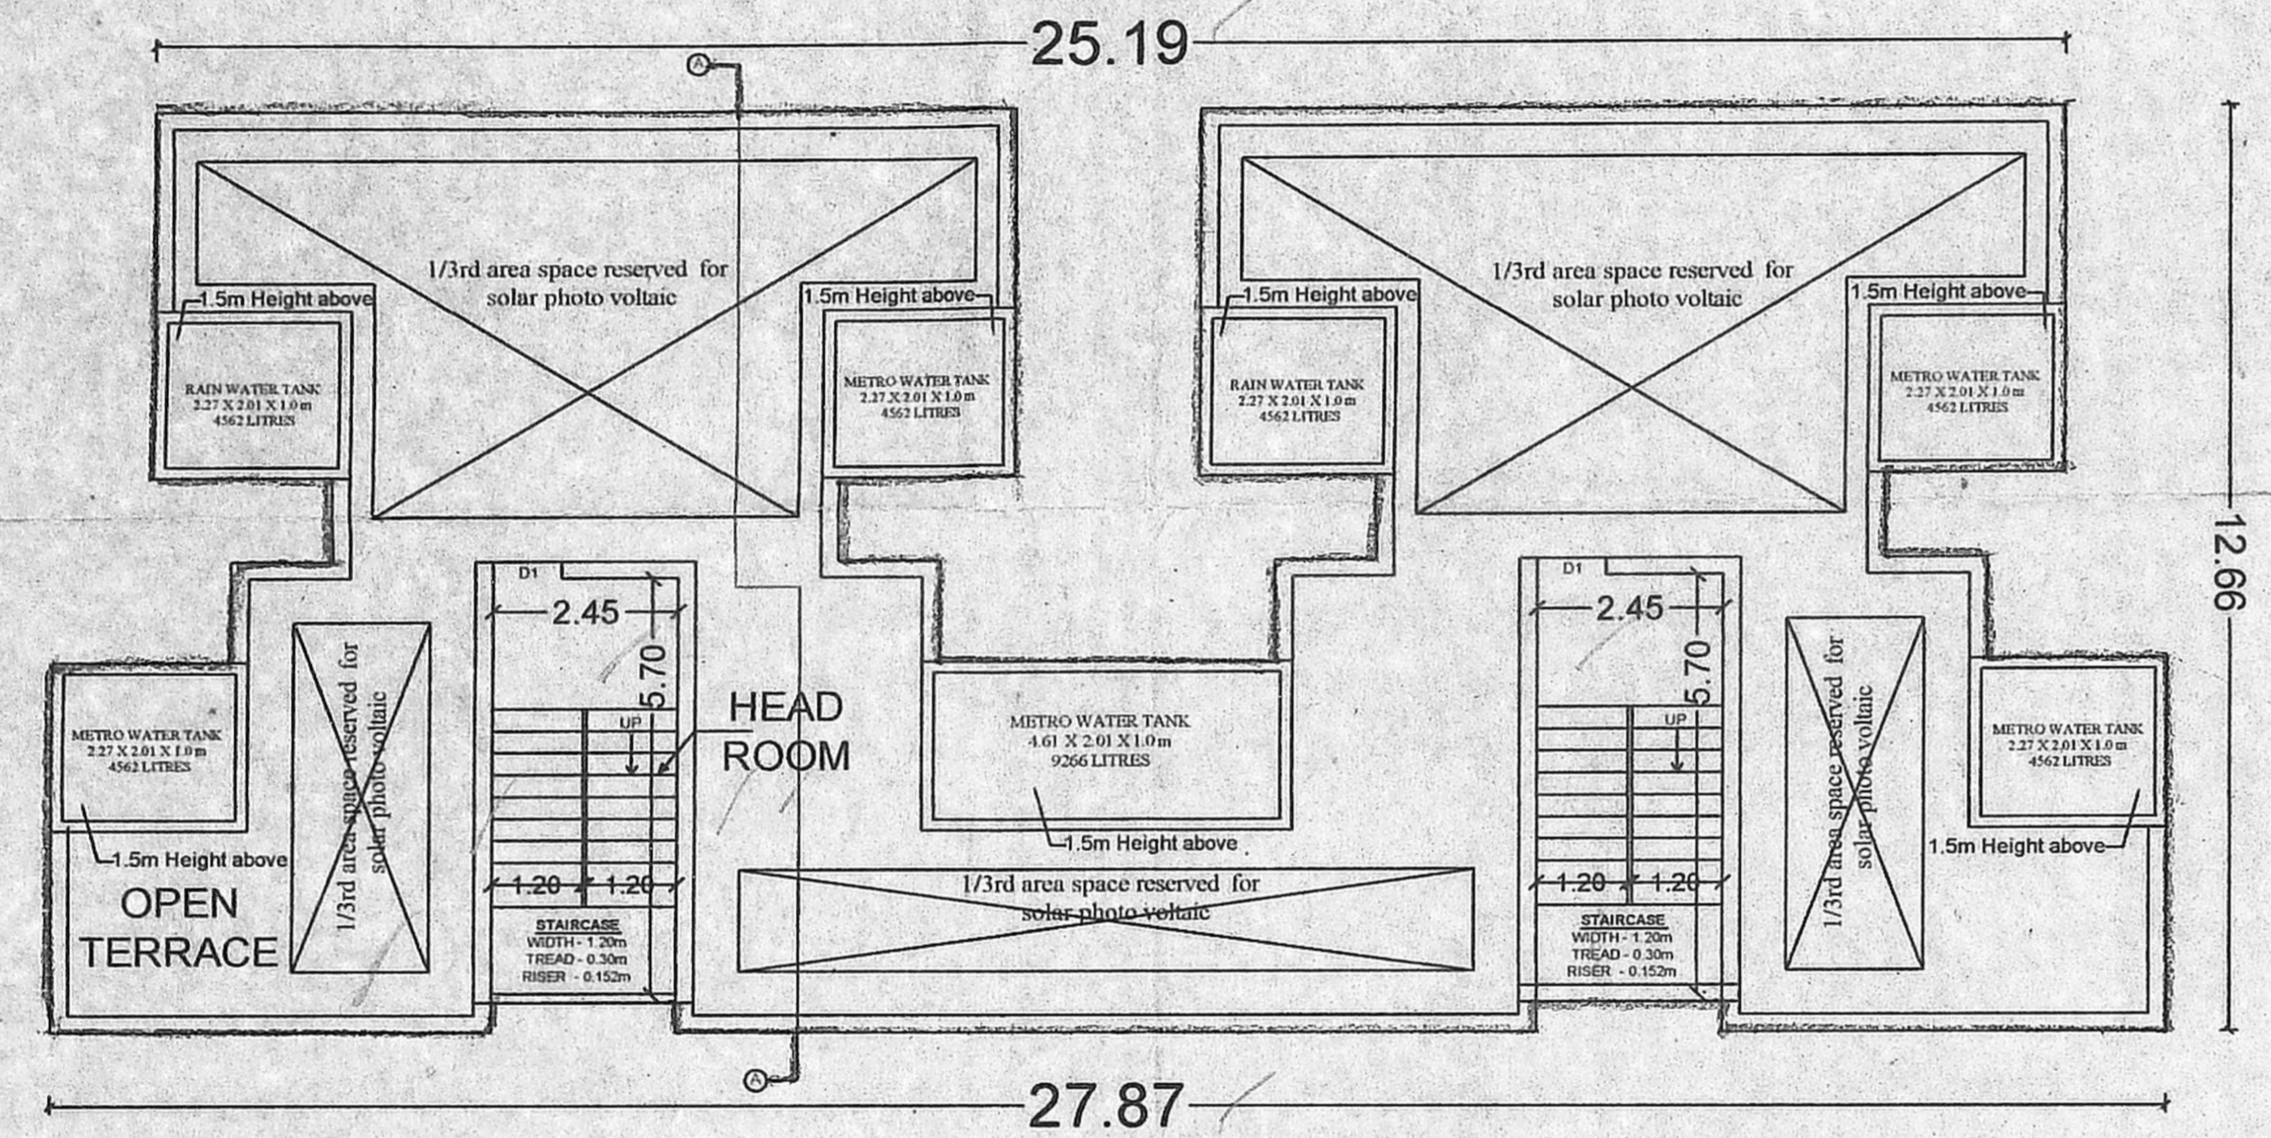 25.19
A
1/3rd area space reserved for
solar photo voltaic
1/3rd area space reserved for
solar photo voltaic
1.5m Height above
1.5m Height above
1.5m Height above
1.5m Height above
RAIN WATER TANK
2.27 X 2.01 X 1.0m
4562 LITRES
METRO WATER TANK
2.27 X 2.01 X 1.0m
4562 LITRES
RAIN WATER TANK
2.27 X 2.01 X 1.0m
4562 LITRES
METRO WATER TANK
2.27 X 2.01 X 1.0m
4562 LITRES
12.66
D1
2.45
5.70
D1
2.45
5.70
METRO WATER TANK
2.27 X 2.01 X 1.0m
4562 LITRES
1/3rd area space reserved for
solar photo voltaic
UP
HEAD
ROOM
METRO WATER TANK
4.61 X 2.01 X 1.0m
9266 LITRES
UP
1/3rd area space reserved for
solar photo voltaic
METRO WATER TANK
2.27 X 2.01 X 1.0m
4562 LITRES
1.5m Height above
1.5m Height above
1.5m Height above
OPEN
TERRACE
1.20 1.20
1/3rd area space reserved for
solar photo voltaic
1.20 1.20
STAIRCASE
WIDTH - 1.20m
TREAD - 0.30m
RISER - 0.152m
STAIRCASE
WIDTH - 1.20m
TREAD - 0.30m
RISER - 0.152m
A
27.87